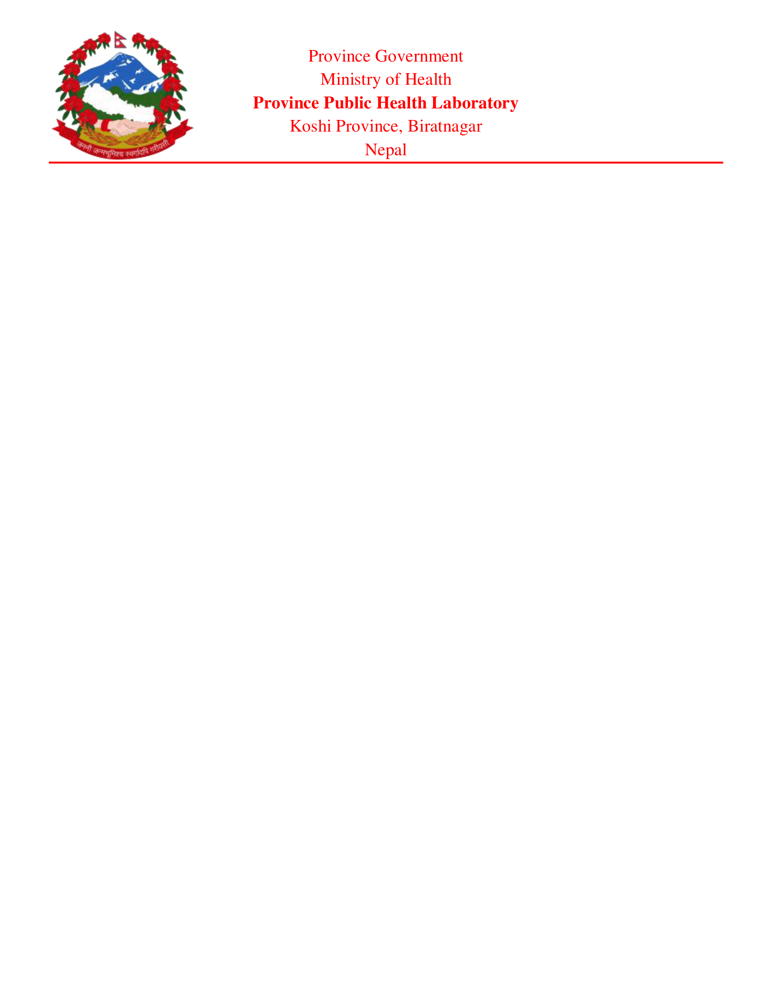 Province Government
Ministry of Health
Province Public Health Laboratory
Koshi Province, Biratnagar
Nepal
जननी जन्मभूमिश्च स्वर्गादपि गरीयसी